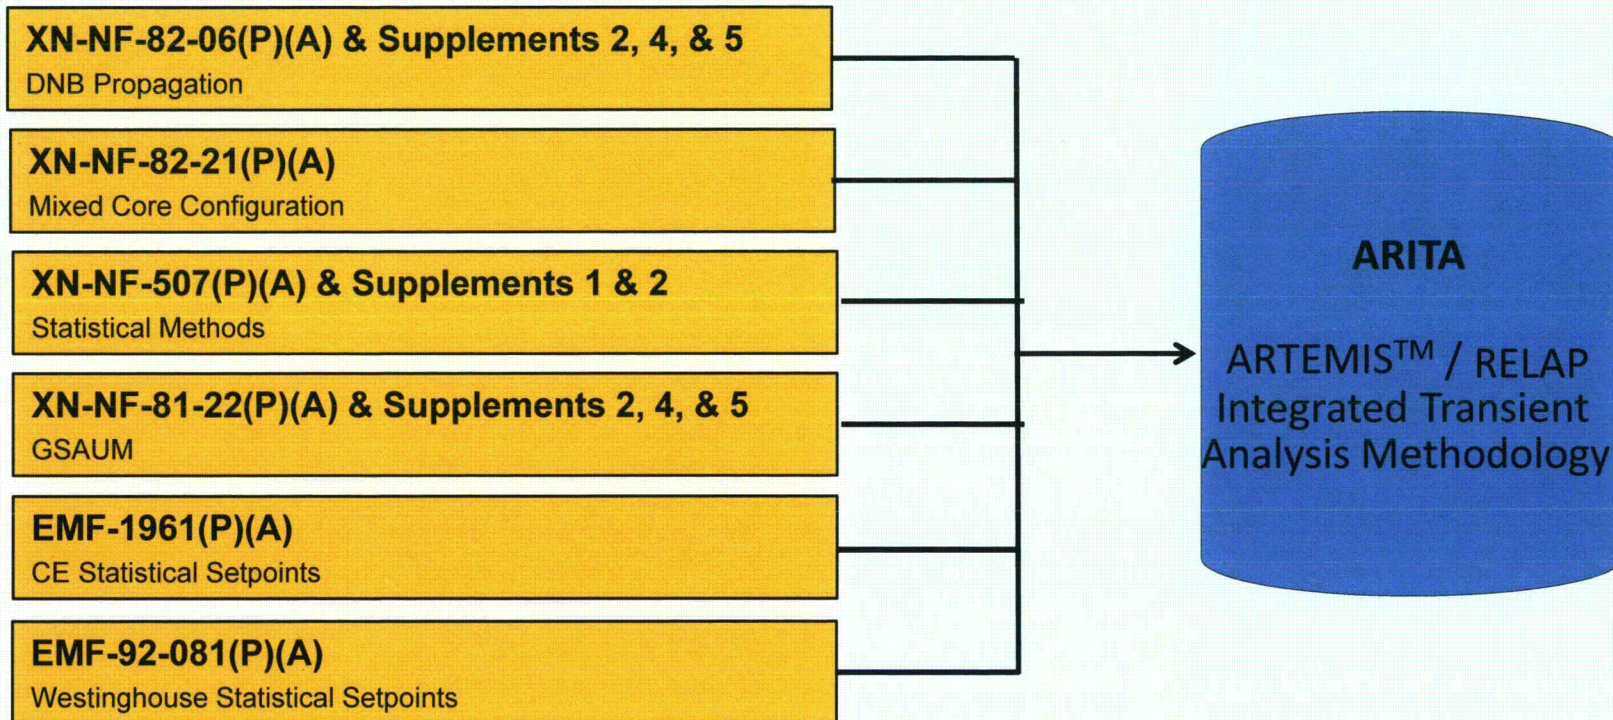 XN-NF-82-06(P)(A) & Supplements 2, 4, & 5
DNB Propagation
XN-NF-82-21(P)(A)
Mixed Core Configuration
XN-NF-507(P)(A) & Supplements 1 & 2
Statistical Methods
XN-NF-81-22(P)(A) & Supplements 2, 4, & 5
GSAUM
EMF-1961(P)(A)
CE Statistical Setpoints
EMF-92-081(P)(A)
Westinghouse Statistical Setpoints
ARITA
ARTEMIS™ / RELAP
Integrated Transient
Analysis Methodology